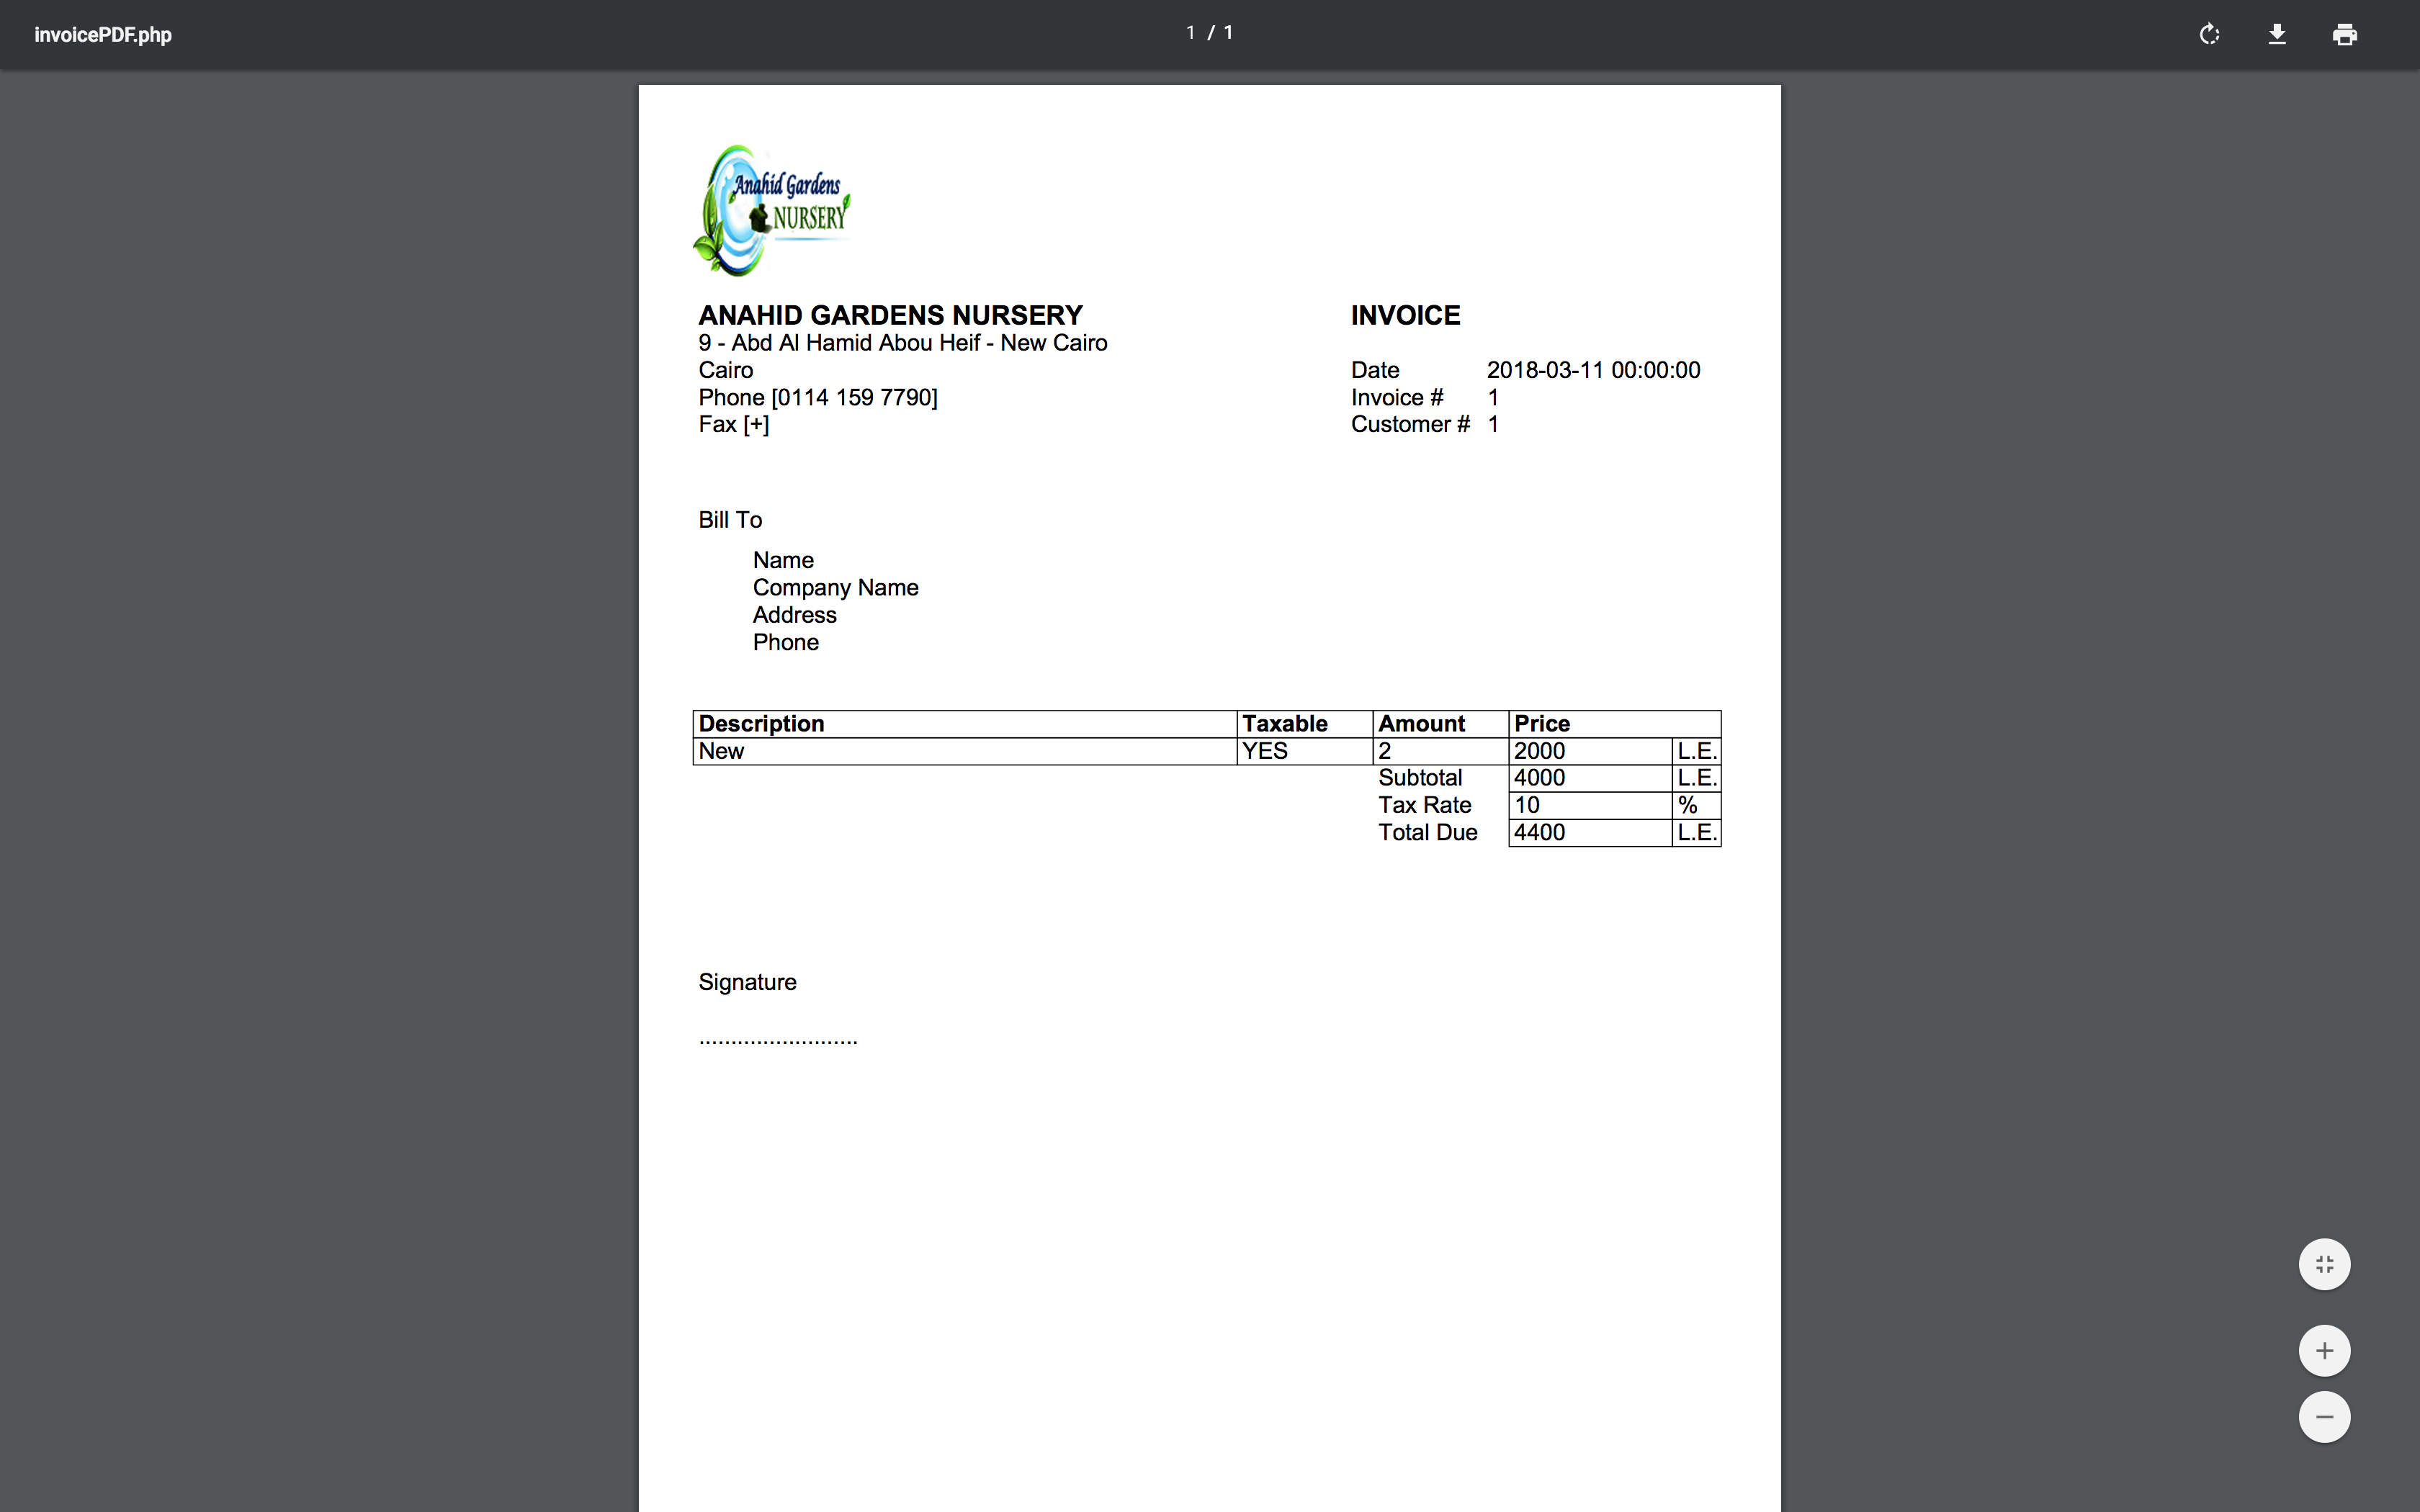 invoicePDF.php
1 / 1
Anahid Gardens
NURSERY
ANAHID GARDENS NURSERY
9 - Abd Al Hamid Abou Heif - New Cairo
Cairo
Phone [0114 159 7790]
Fax [+]
INVOICE
Date 2018-03-11 00:00:00
Invoice # 1
Customer # 1
Bill To
Name
Company Name
Address
Phone
Description Taxable Amount Price
New YES 2 2000 L.E.
Subtotal 4000 L.E.
Tax Rate 10 %
Total Due 4400 L.E.
Signature
.........................